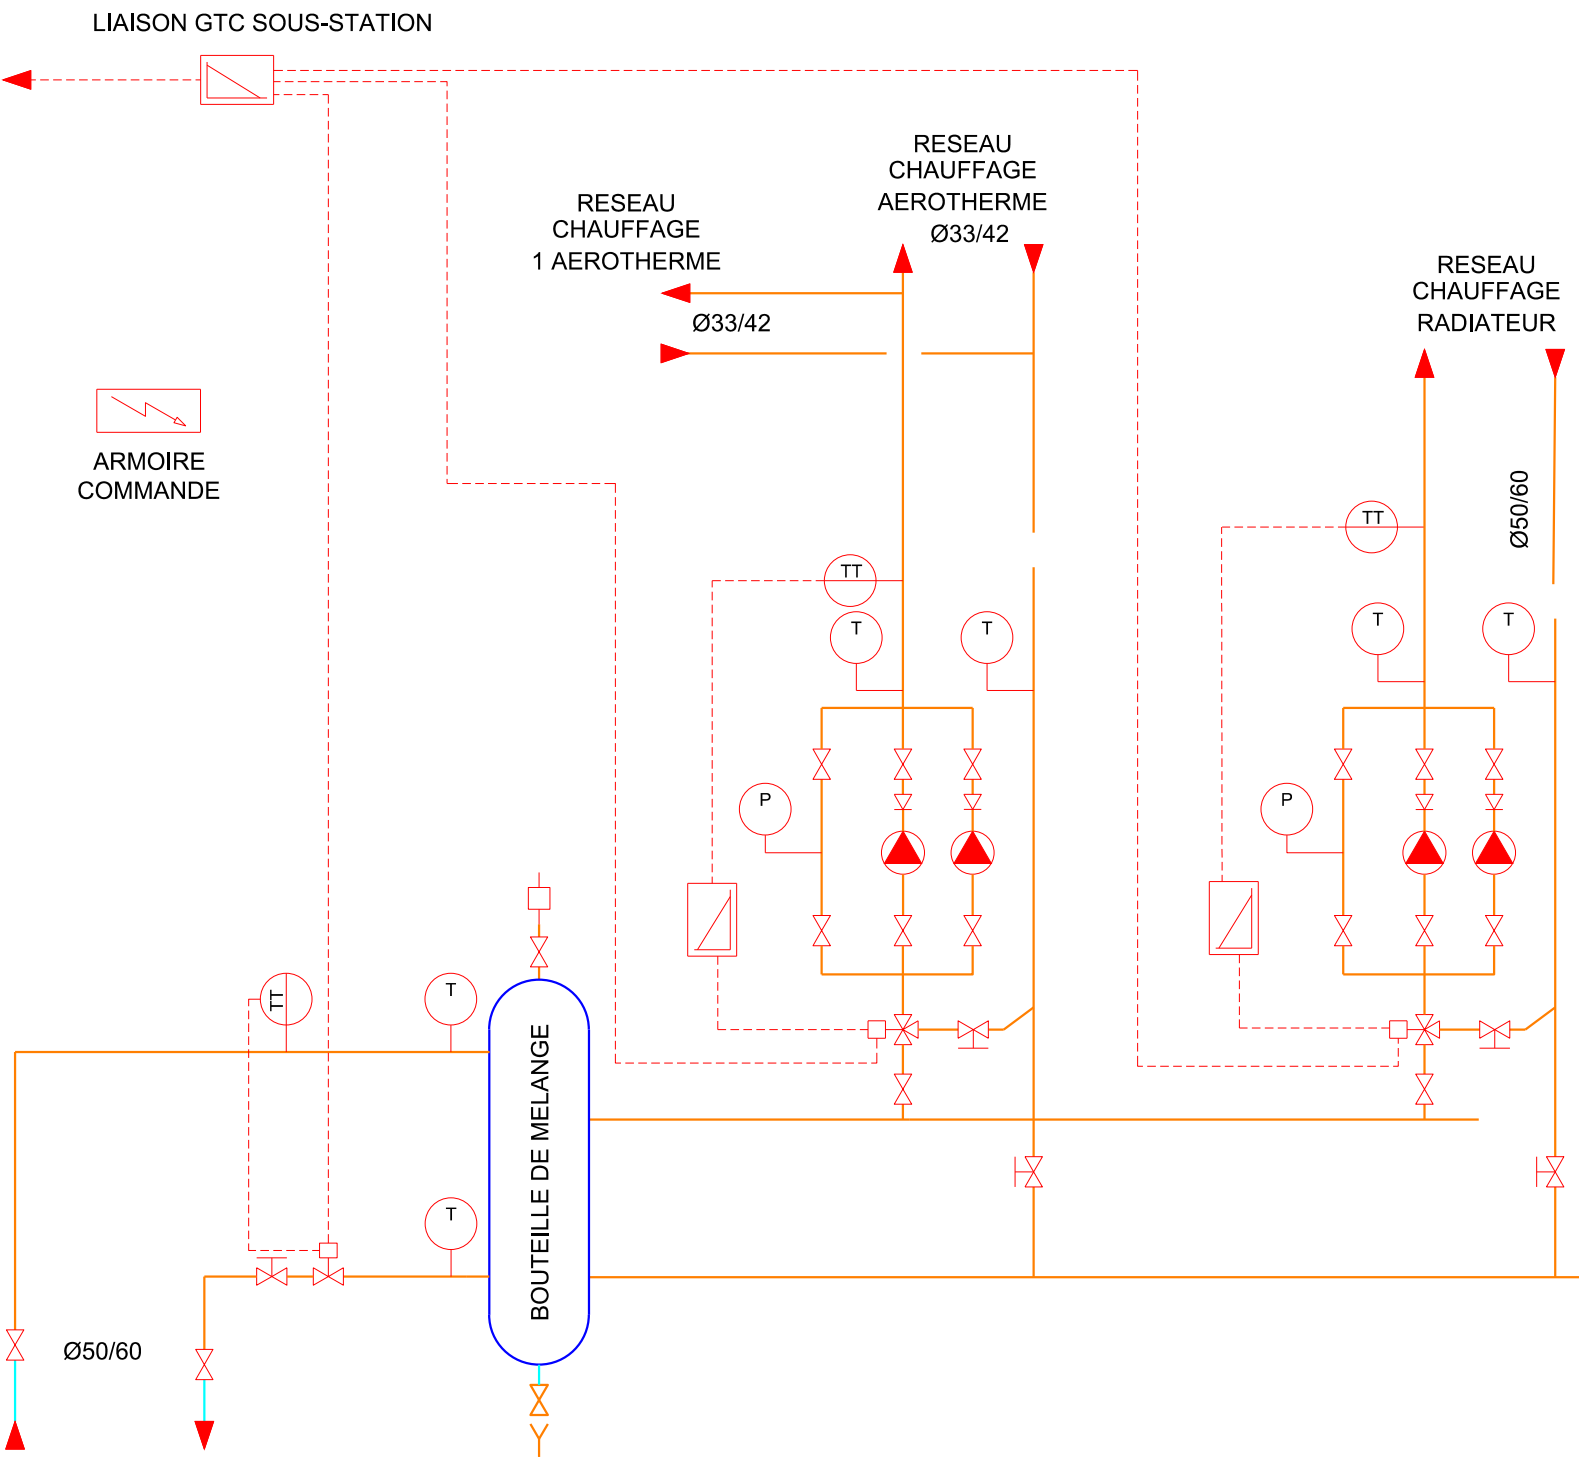 LIAISON GTC SOUS-STATION
RESEAU
CHAUFFAGE
AEROTHERME
Ø33/42
RESEAU
CHAUFFAGE
1 AEROTHERME
Ø33/42
RESEAU
CHAUFFAGE
RADIATEUR
Ø50/60
ARMOIRE
COMMANDE
TT
TT
T
T
T
T
P
P
TT
T
BOUTEILLE DE MELANGE
T
Ø50/60